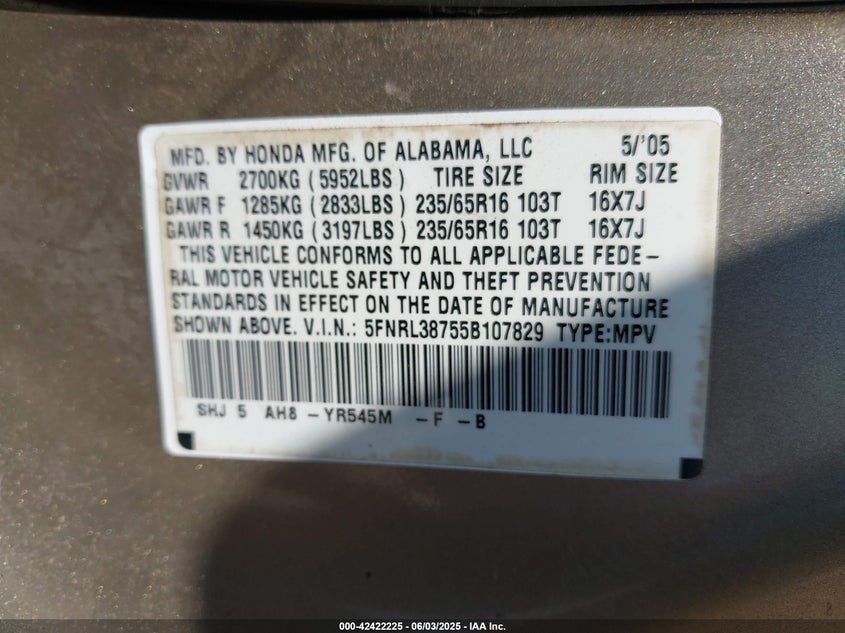 MFD. BY HONDA MFG. OF ALABAMA, LLC 5/'05
GVWR 2700KG (5952LBS) TIRE SIZE RIM SIZE
GAWR F 1285KG (2833LBS) 235/65R16 103T 16X7J
GAWR R 1450KG (3197LBS) 235/65R16 103T 16X7J
THIS VEHICLE CONFORMS TO ALL APPLICABLE FEDE-
RAL MOTOR VEHICLE SAFETY AND THEFT PREVENTION
STANDARDS IN EFFECT ON THE DATE OF MANUFACTURE
SHOWN ABOVE. V.I.N.: 5FNRL38755B107829 TYPE:MPV
SHJ 5 AH8 -YR545M -F -B
000-42422225 - 06/03/2025 - IAA Inc.